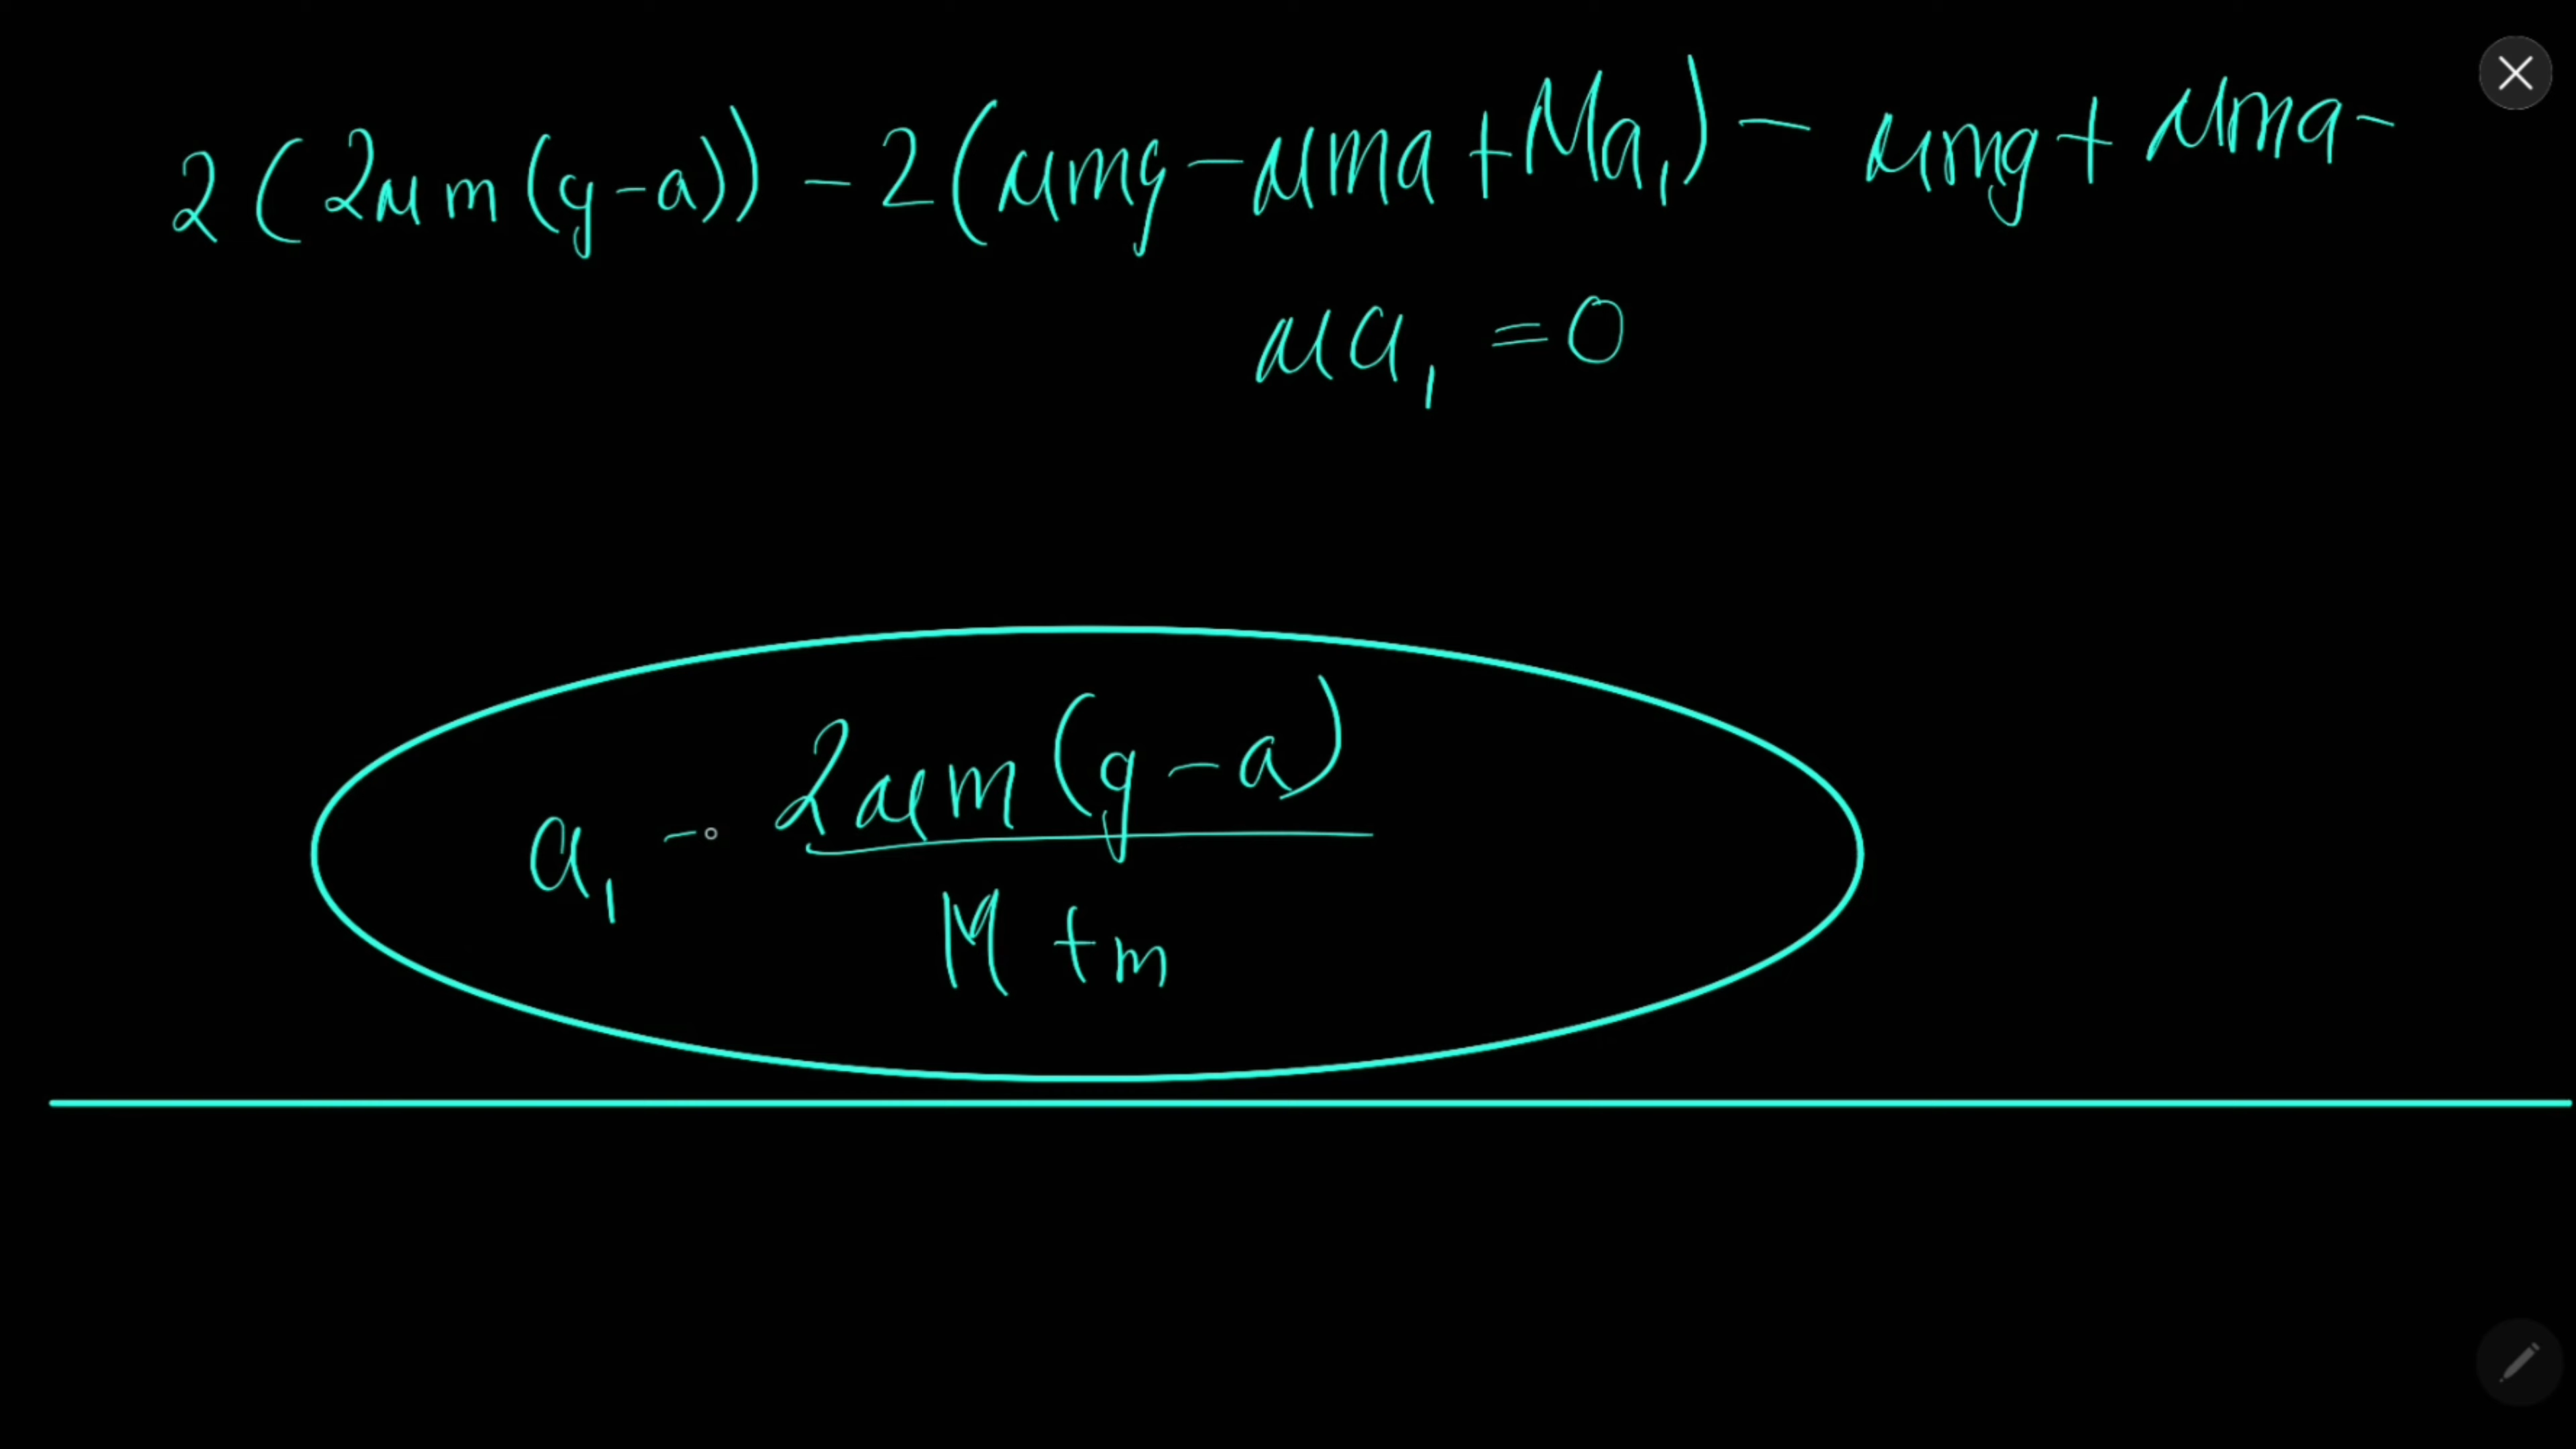 2(2μm(g-a)) - 2(μmg - μma + Ma₁) - μmg + μma -
Ma₁ = 0
a₁ - 2μm(g-a)
M + m